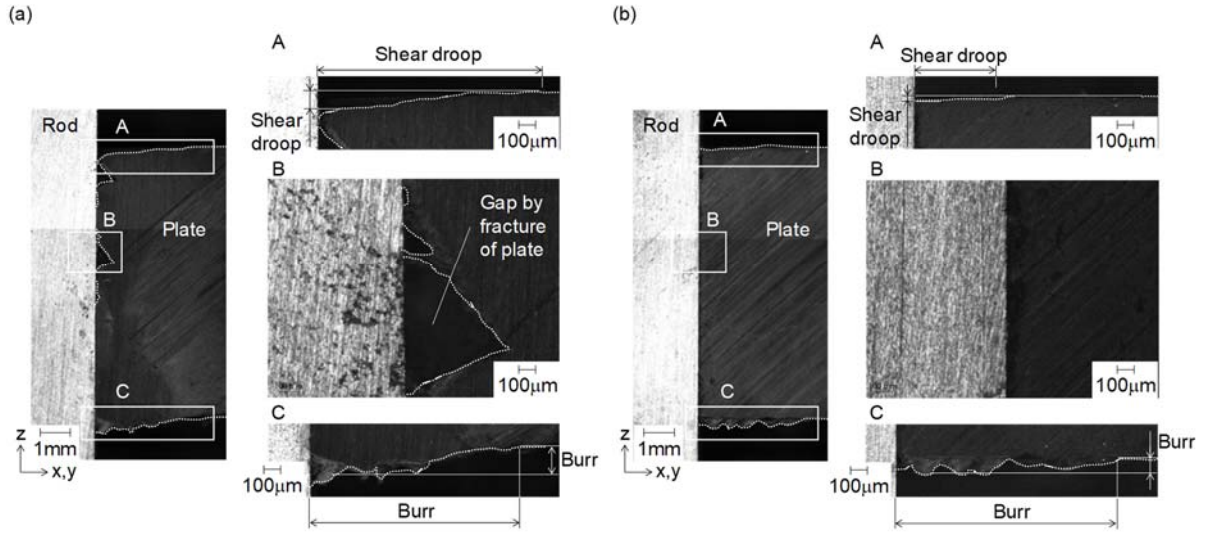 (a)
A
Shear droop
Rod
A
Shear
droop
100μm
B
B
Gap by
fracture
of plate
Plate
100μm
C
C
z
1mm
x,y
100μm
Burr
Burr
(b)
A
Shear droop
Rod
A
Shear
droop
100μm
B
B
Plate
100μm
C
C
z
1mm
x,y
100μm
Burr
Burr